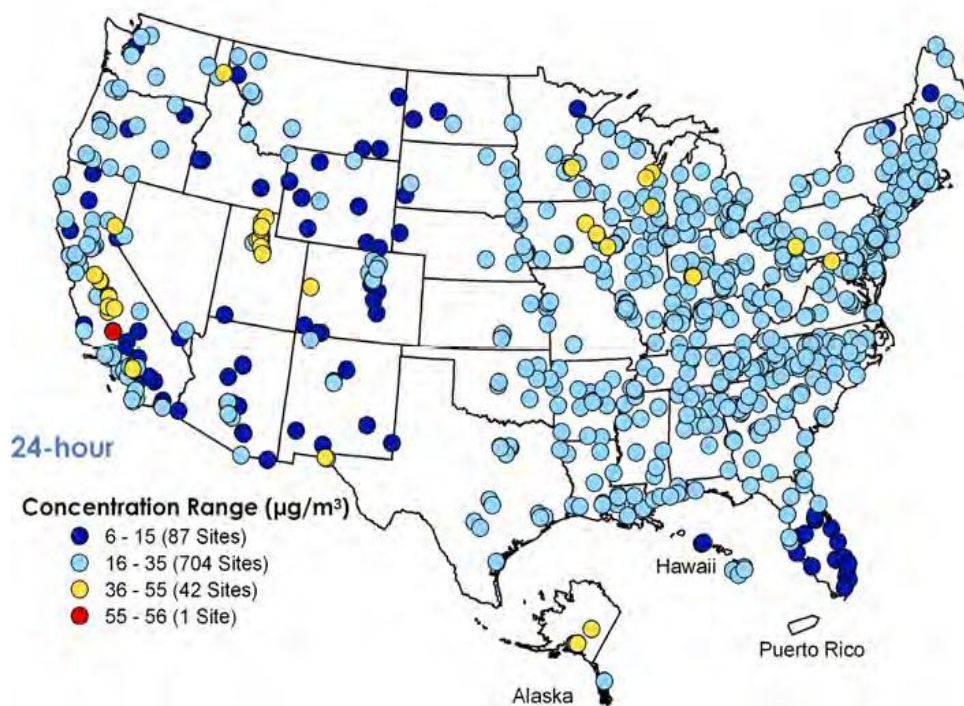 24-hour
Concentration Range (µg/m³)
6 - 15 (87 Sites)
16 - 35 (704 Sites)
36 - 55 (42 Sites)
55 - 56 (1 Site)
Hawaii
Puerto Rico
Alaska